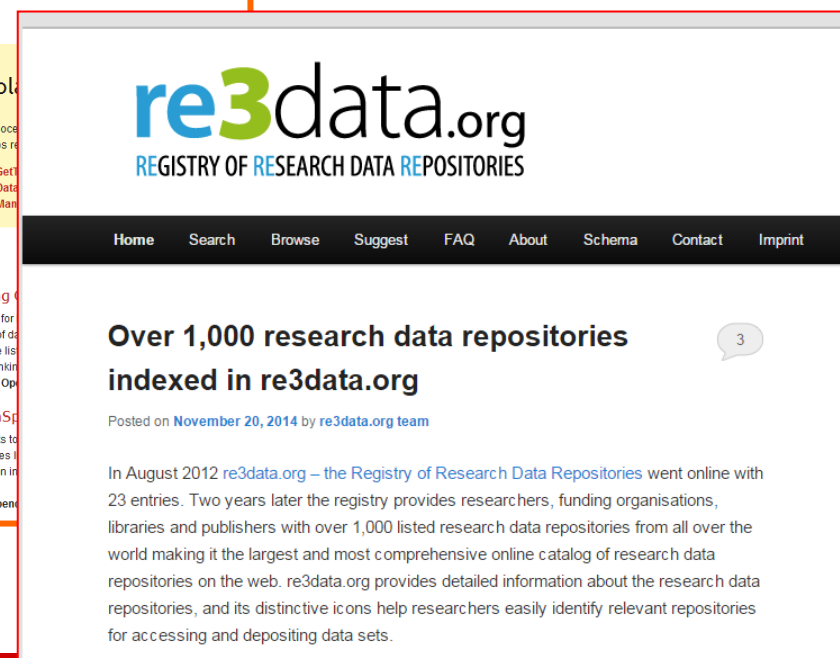 re3data.org
REGISTRY OF RESEARCH DATA REPOSITORIES
Home Search Browse Suggest FAQ About Schema Contact Imprint
Over 1,000 research data repositories
3
indexed in re3data.org
Posted on November 20, 2014 by re3data.org team
In August 2012 re3data.org – the Registry of Research Data Repositories went online with
23 entries. Two years later the registry provides researchers, funding organisations,
libraries and publishers with over 1,000 listed research data repositories from all over the
world making it the largest and most comprehensive online catalog of research data
repositories on the web. re3data.org provides detailed information about the research data
repositories, and its distinctive icons help researchers easily identify relevant repositories
for accessing and depositing data sets.